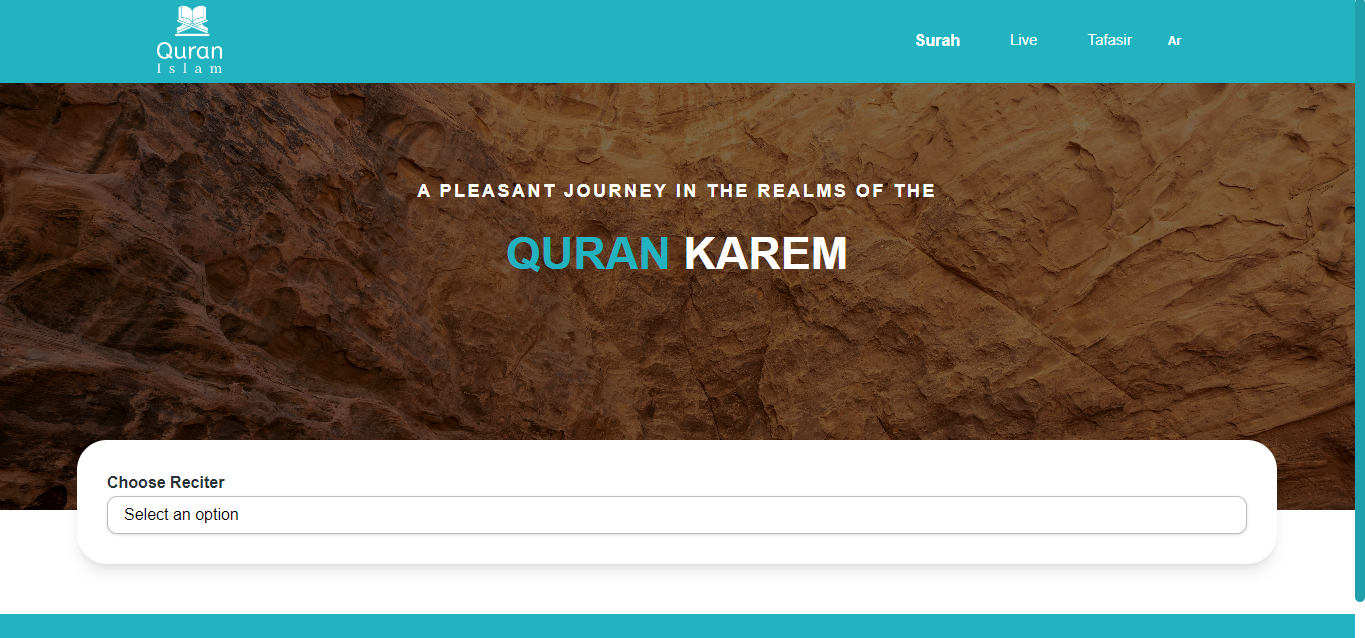 Quran
Islam
Surah
Live
Tafasir
Ar
A PLEASANT JOURNEY IN THE REALMS OF THE
QURAN KAREM
Choose Reciter
Select an option